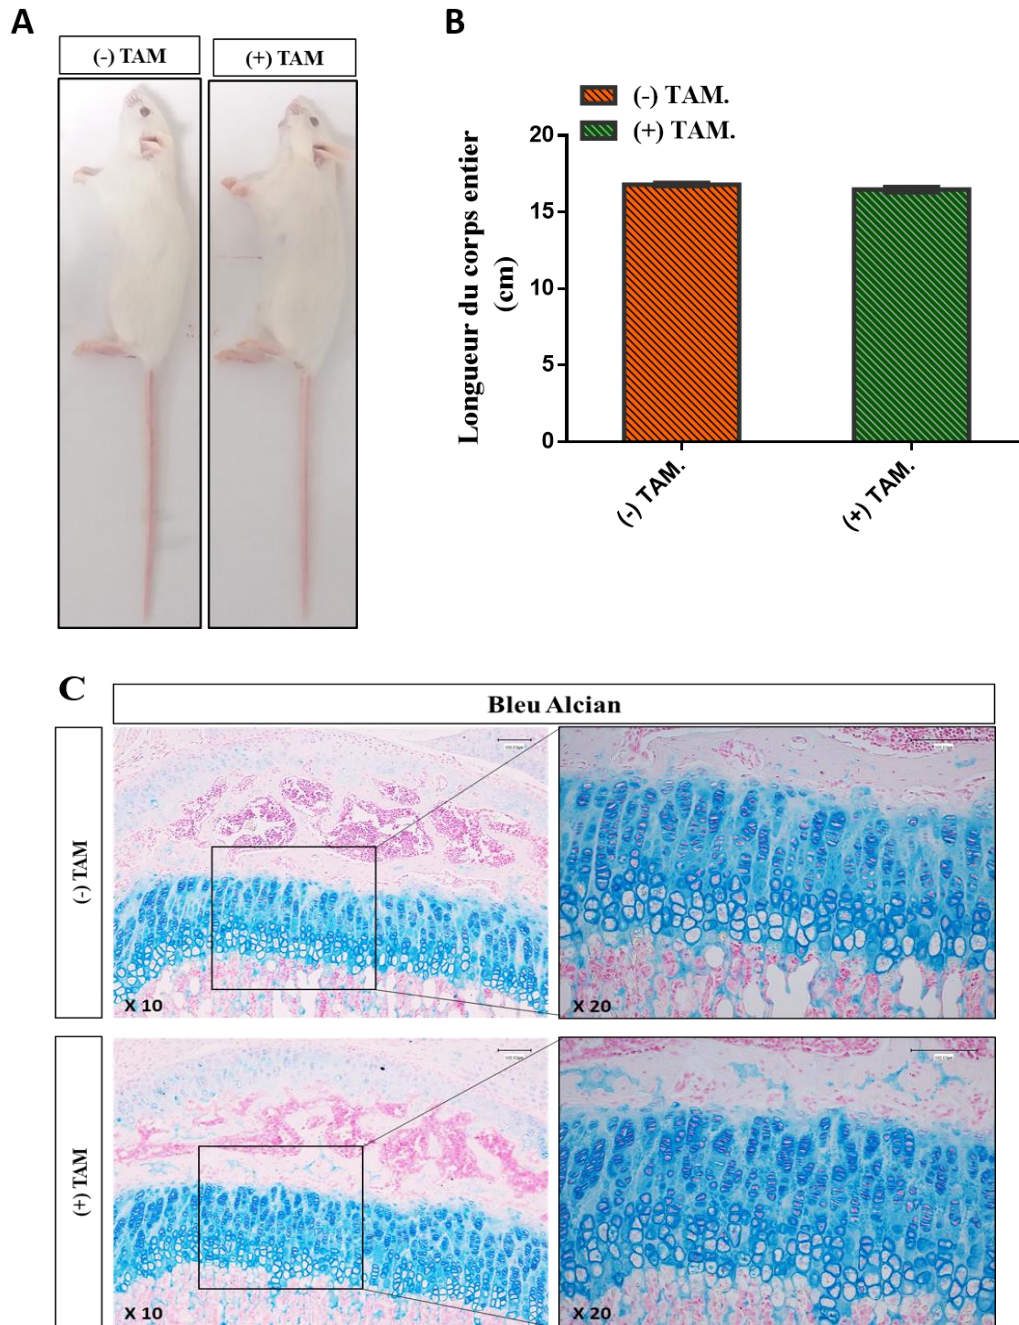 A
(-) TAM
(+) TAM
B
(-) TAM.
(+) TAM.
Longueur du corps entier
(cm)
20
15
10
5
0
(-) TAM.
(+) TAM.
C
Bleu Alcian
(-) TAM
X 10
X 20
(+) TAM
X 10
X 20